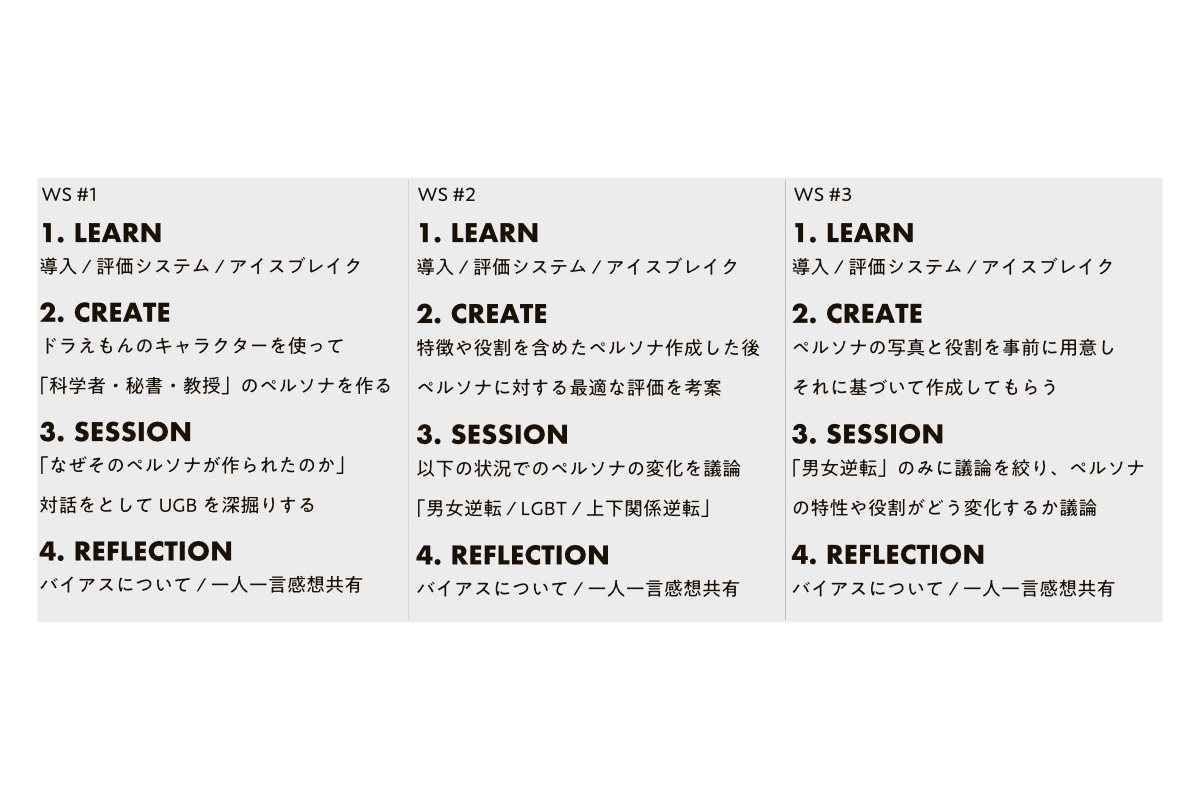 WS #1
1. LEARN
導入 / 評価システム / アイスブレイク
2. CREATE
ドラえもんのキャラクターを使って
「科学者・秘書・教授」のペルソナを作る
3. SESSION
「なぜそのペルソナが作られたのか」
対話をとして UGB を深掘りする
4. REFLECTION
バイアスについて / 一人一言感想共有
WS #2
1. LEARN
導入 / 評価システム / アイスブレイク
2. CREATE
特徴や役割を含めたペルソナ作成した後
ペルソナに対する最適な評価を考案
3. SESSION
以下の状況でのペルソナの変化を議論
「男女逆転 / LGBT / 上下関係逆転」
4. REFLECTION
バイアスについて / 一人一言感想共有
WS #3
1. LEARN
導入 / 評価システム / アイスブレイク
2. CREATE
ペルソナの写真と役割を事前に用意し
それに基づいて作成してもらう
3. SESSION
「男女逆転」のみに議論を絞り、ペルソナ
の特性や役割がどう変化するか議論
4. REFLECTION
バイアスについて / 一人一言感想共有